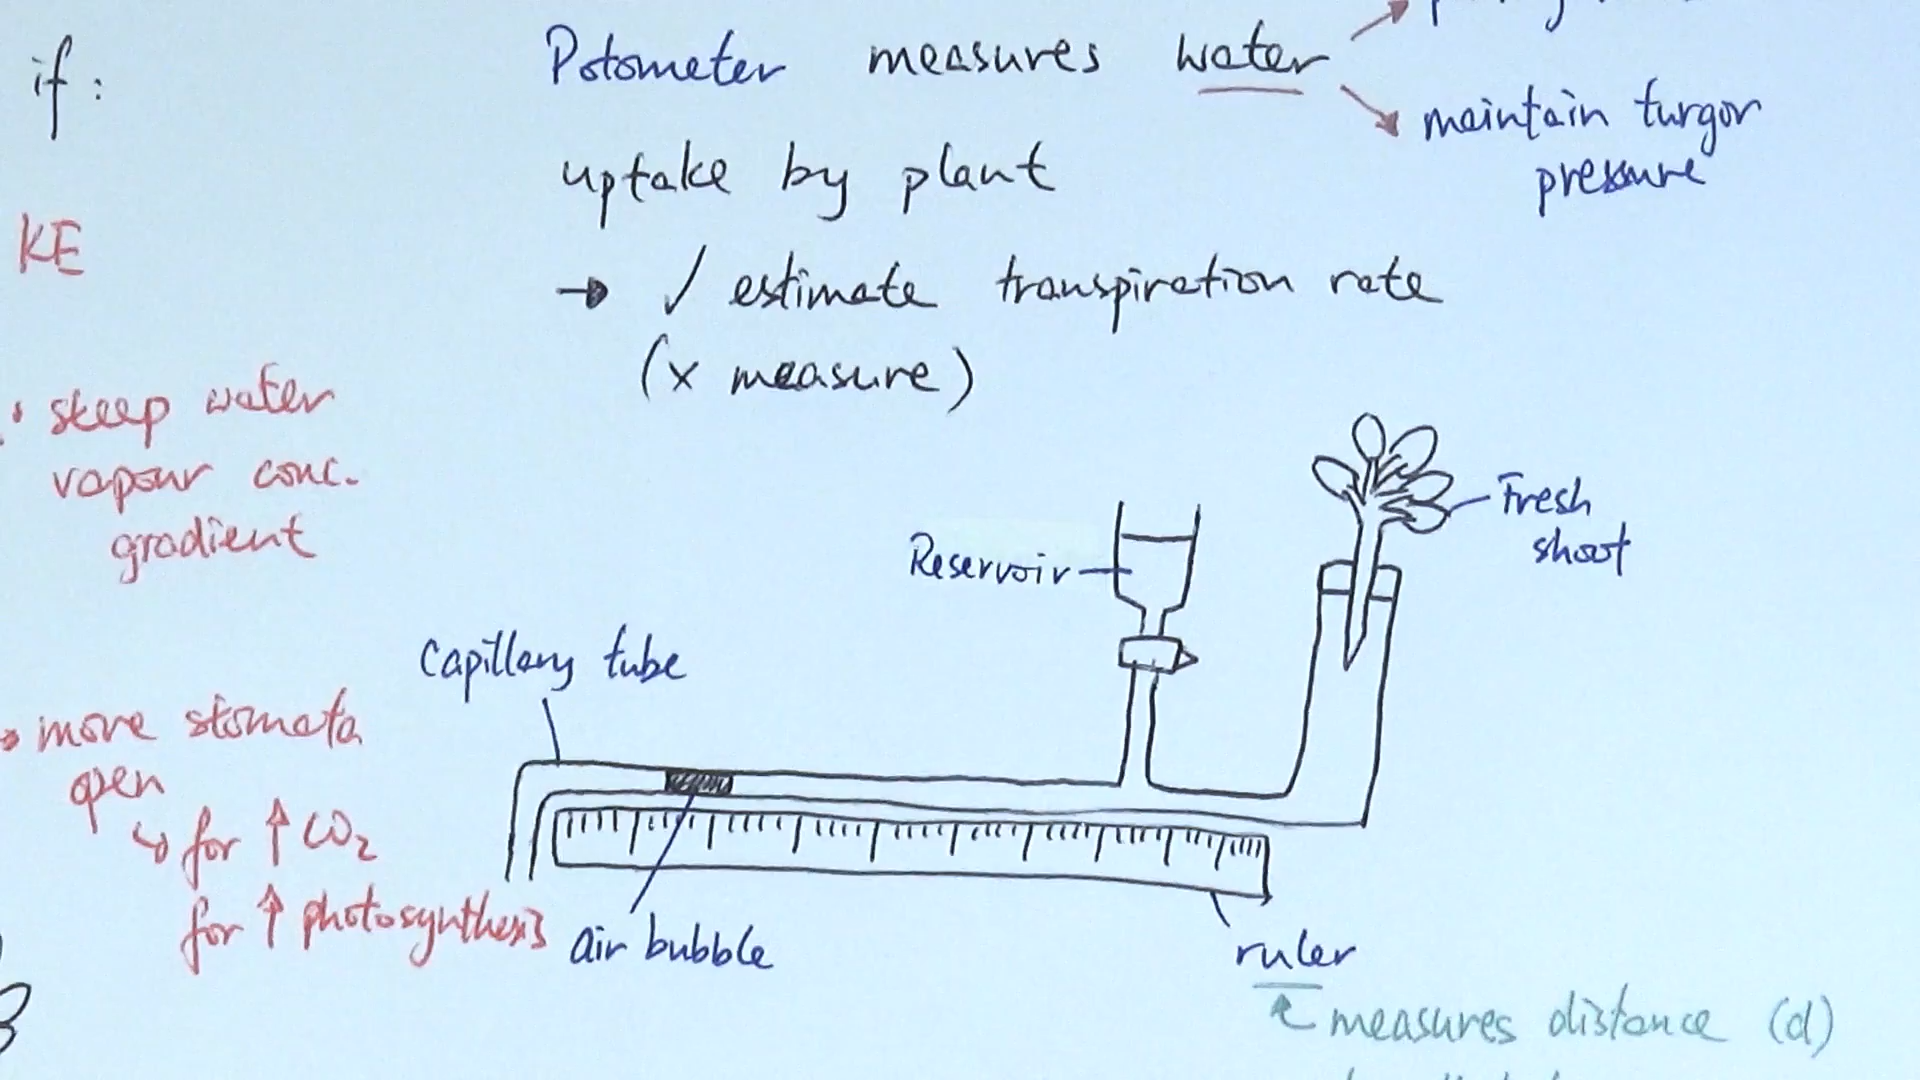 if:
KE
steep water
vapour conc.
gradient
more stomata
open
↳ for ↑ CO2
for ↑ photosynthesis
Potometer measures water
maintain turgor
pressure
uptake by plant
→ ✓ estimate transpiration rate
(× measure)
Fresh
shoot
Reservoir
Capillary tube
air bubble
ruler
measures distance (d)